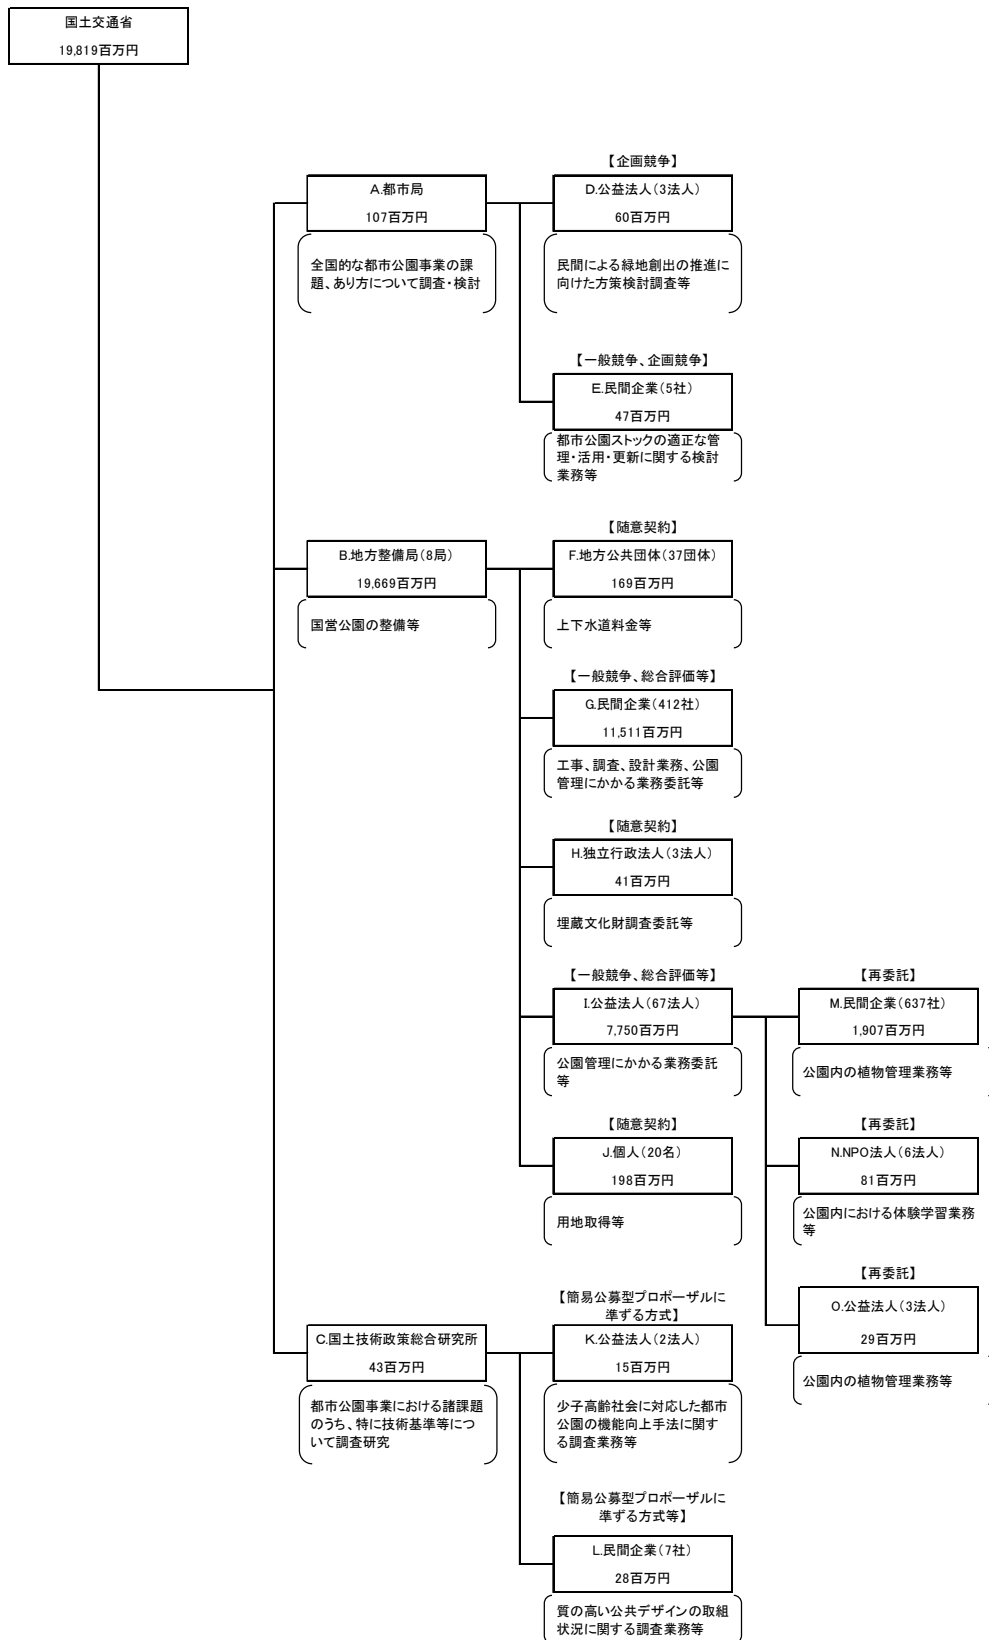 国土交通省
19,819百万円
A.都市局
107百万円
全国的な都市公園事業の課
題、あり方について調査・検討
【企画競争】
D.公益法人(3法人)
60百万円
民間による緑地創出の推進に
向けた方策検討調査等
【一般競争、企画競争】
E.民間企業(5社)
47百万円
都市公園ストックの適正な管
理・活用・更新に関する検討
業務等
B.地方整備局(8局)
19,669百万円
国営公園の整備等
【随意契約】
F.地方公共団体(37団体)
169百万円
上下水道料金等
【一般競争、総合評価等】
G.民間企業(412社)
11,511百万円
工事、調査、設計業務、公園
管理にかかる業務委託等
【随意契約】
H.独立行政法人(3法人)
41百万円
埋蔵文化財調査委託等
【一般競争、総合評価等】
I.公益法人(67法人)
7,750百万円
公園管理にかかる業務委託
等
【再委託】
M.民間企業(637社)
1,907百万円
公園内の植物管理業務等
【随意契約】
J.個人(20名)
198百万円
用地取得等
【再委託】
N.NPO法人(6法人)
81百万円
公園内における体験学習業務
等
【再委託】
O.公益法人(3法人)
29百万円
公園内の植物管理業務等
C.国土技術政策総合研究所
43百万円
都市公園事業における諸課題
のうち、特に技術基準等につ
いて調査研究
【簡易公募型プロポーザルに
準ずる方式】
K.公益法人(2法人)
15百万円
少子高齢社会に対応した都市
公園の機能向上手法に関す
る調査業務等
【簡易公募型プロポーザルに
準ずる方式等】
L.民間企業(7社)
28百万円
質の高い公共デザインの取組
状況に関する調査業務等